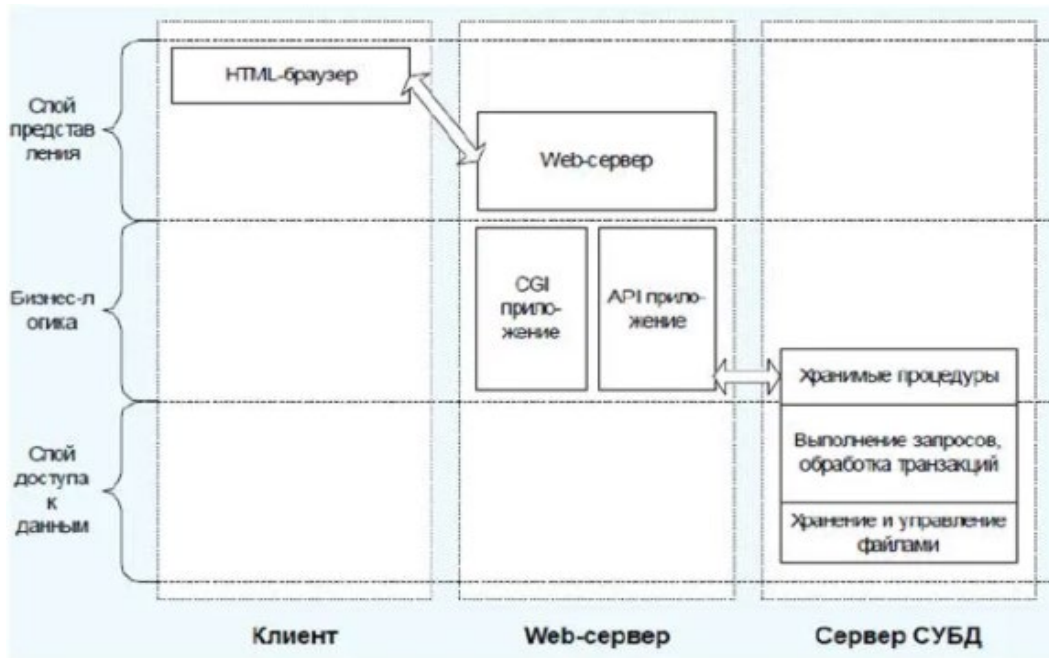 HTML-браузер
Слой
представ
ления
Web-сервер
CGI
прило-
жение
API прило-
жение
Бизнес-л
огика
Хранимые процедуры
Слой
доступа
к
данным
Выполнение запросов,
обработка транзакций
Хранение и управление
файлами
Клиент
Web-сервер
Сервер СУБД